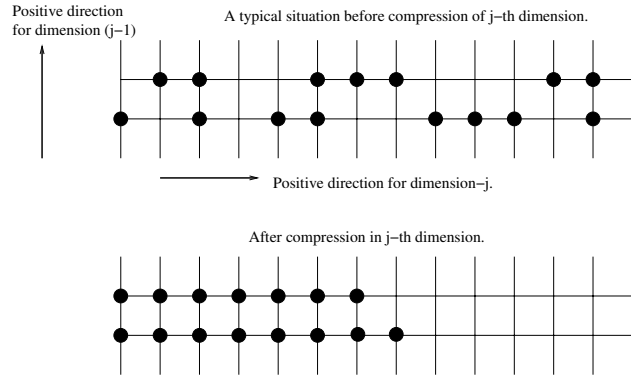 Positive direction
for dimension (j−1)
A typical situation before compression of j−th dimension.
Positive direction for dimension−j.
After compression in j−th dimension.